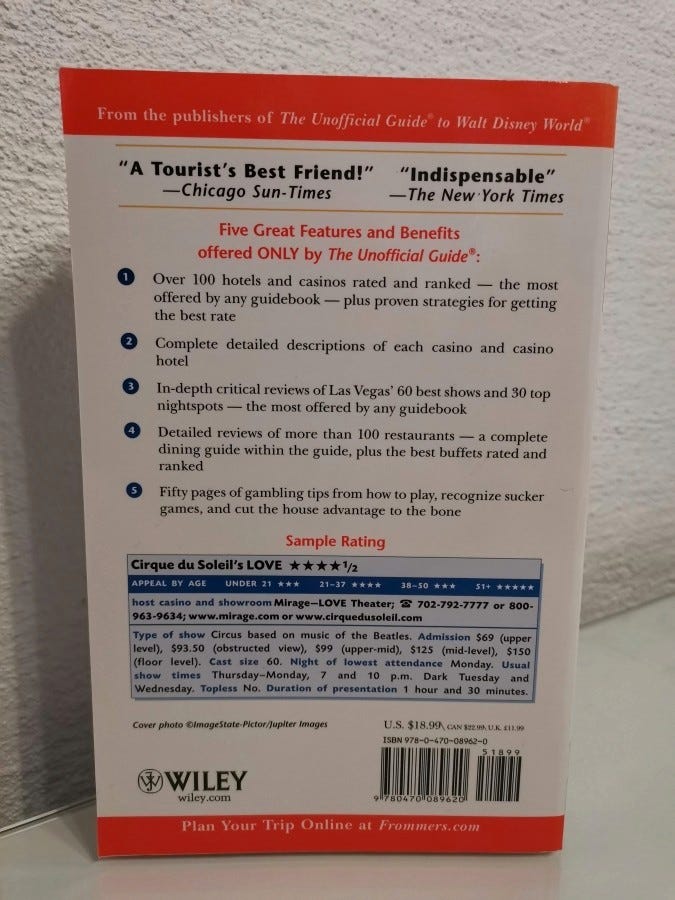 From the publishers of The Unofficial Guide® to Walt Disney World®
"A Tourist's Best Friend!" "Indispensable"
—Chicago Sun-Times —The New York Times
Five Great Features and Benefits
offered ONLY by The Unofficial Guide®:
1 Over 100 hotels and casinos rated and ranked — the most
offered by any guidebook — plus proven strategies for getting
the best rate
2 Complete detailed descriptions of each casino and casino
hotel
3 In-depth critical reviews of Las Vegas' 60 best shows and 30 top
nightspots — the most offered by any guidebook
4 Detailed reviews of more than 100 restaurants — a complete
dining guide within the guide, plus the best buffets rated and
ranked
5 Fifty pages of gambling tips from how to play, recognize sucker
games, and cut the house advantage to the bone
Sample Rating
Cirque du Soleil's LOVE ★★★★½
APPEAL BY AGE UNDER 21 ★★★ 21–37 ★★★★ 38–50 ★★★ 51+ ★★★★★
host casino and showroom Mirage—LOVE Theater; ☎ 702-792-7777 or 800-
963-9634; www.mirage.com or www.cirquedusoleil.com
Type of show Circus based on music of the Beatles. Admission $69 (upper
level), $93.50 (obstructed view), $99 (upper-mid), $125 (mid-level), $150
(floor level). Cast size 60. Night of lowest attendance Monday. Usual
show times Thursday–Monday, 7 and 10 p.m. Dark Tuesday and
Wednesday. Topless No. Duration of presentation 1 hour and 30 minutes.
Cover photo ©ImageState-Pictor/Jupiter Images
U.S. $18.99\ CAN $22.99\ U.K. £11.99
ISBN 978-0-470-08962-0
51899
9 780470 089620
WILEY
wiley.com
Plan Your Trip Online at Frommers.com